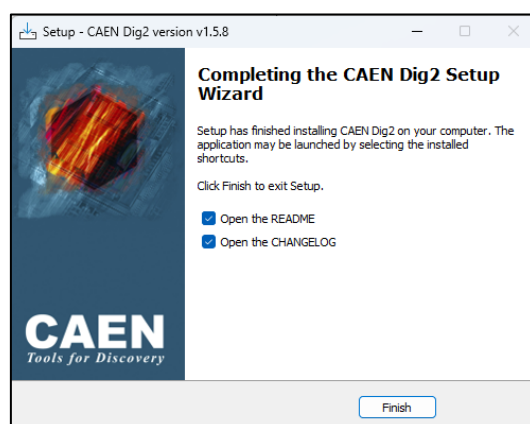 Setup - CAEN Dig2 version v1.5.8
Completing the CAEN Dig2 Setup
Wizard
Setup has finished installing CAEN Dig2 on your computer. The
application may be launched by selecting the installed
shortcuts.
Click Finish to exit Setup.
Open the README
Open the CHANGELOG
CAEN
Tools for Discovery
Finish